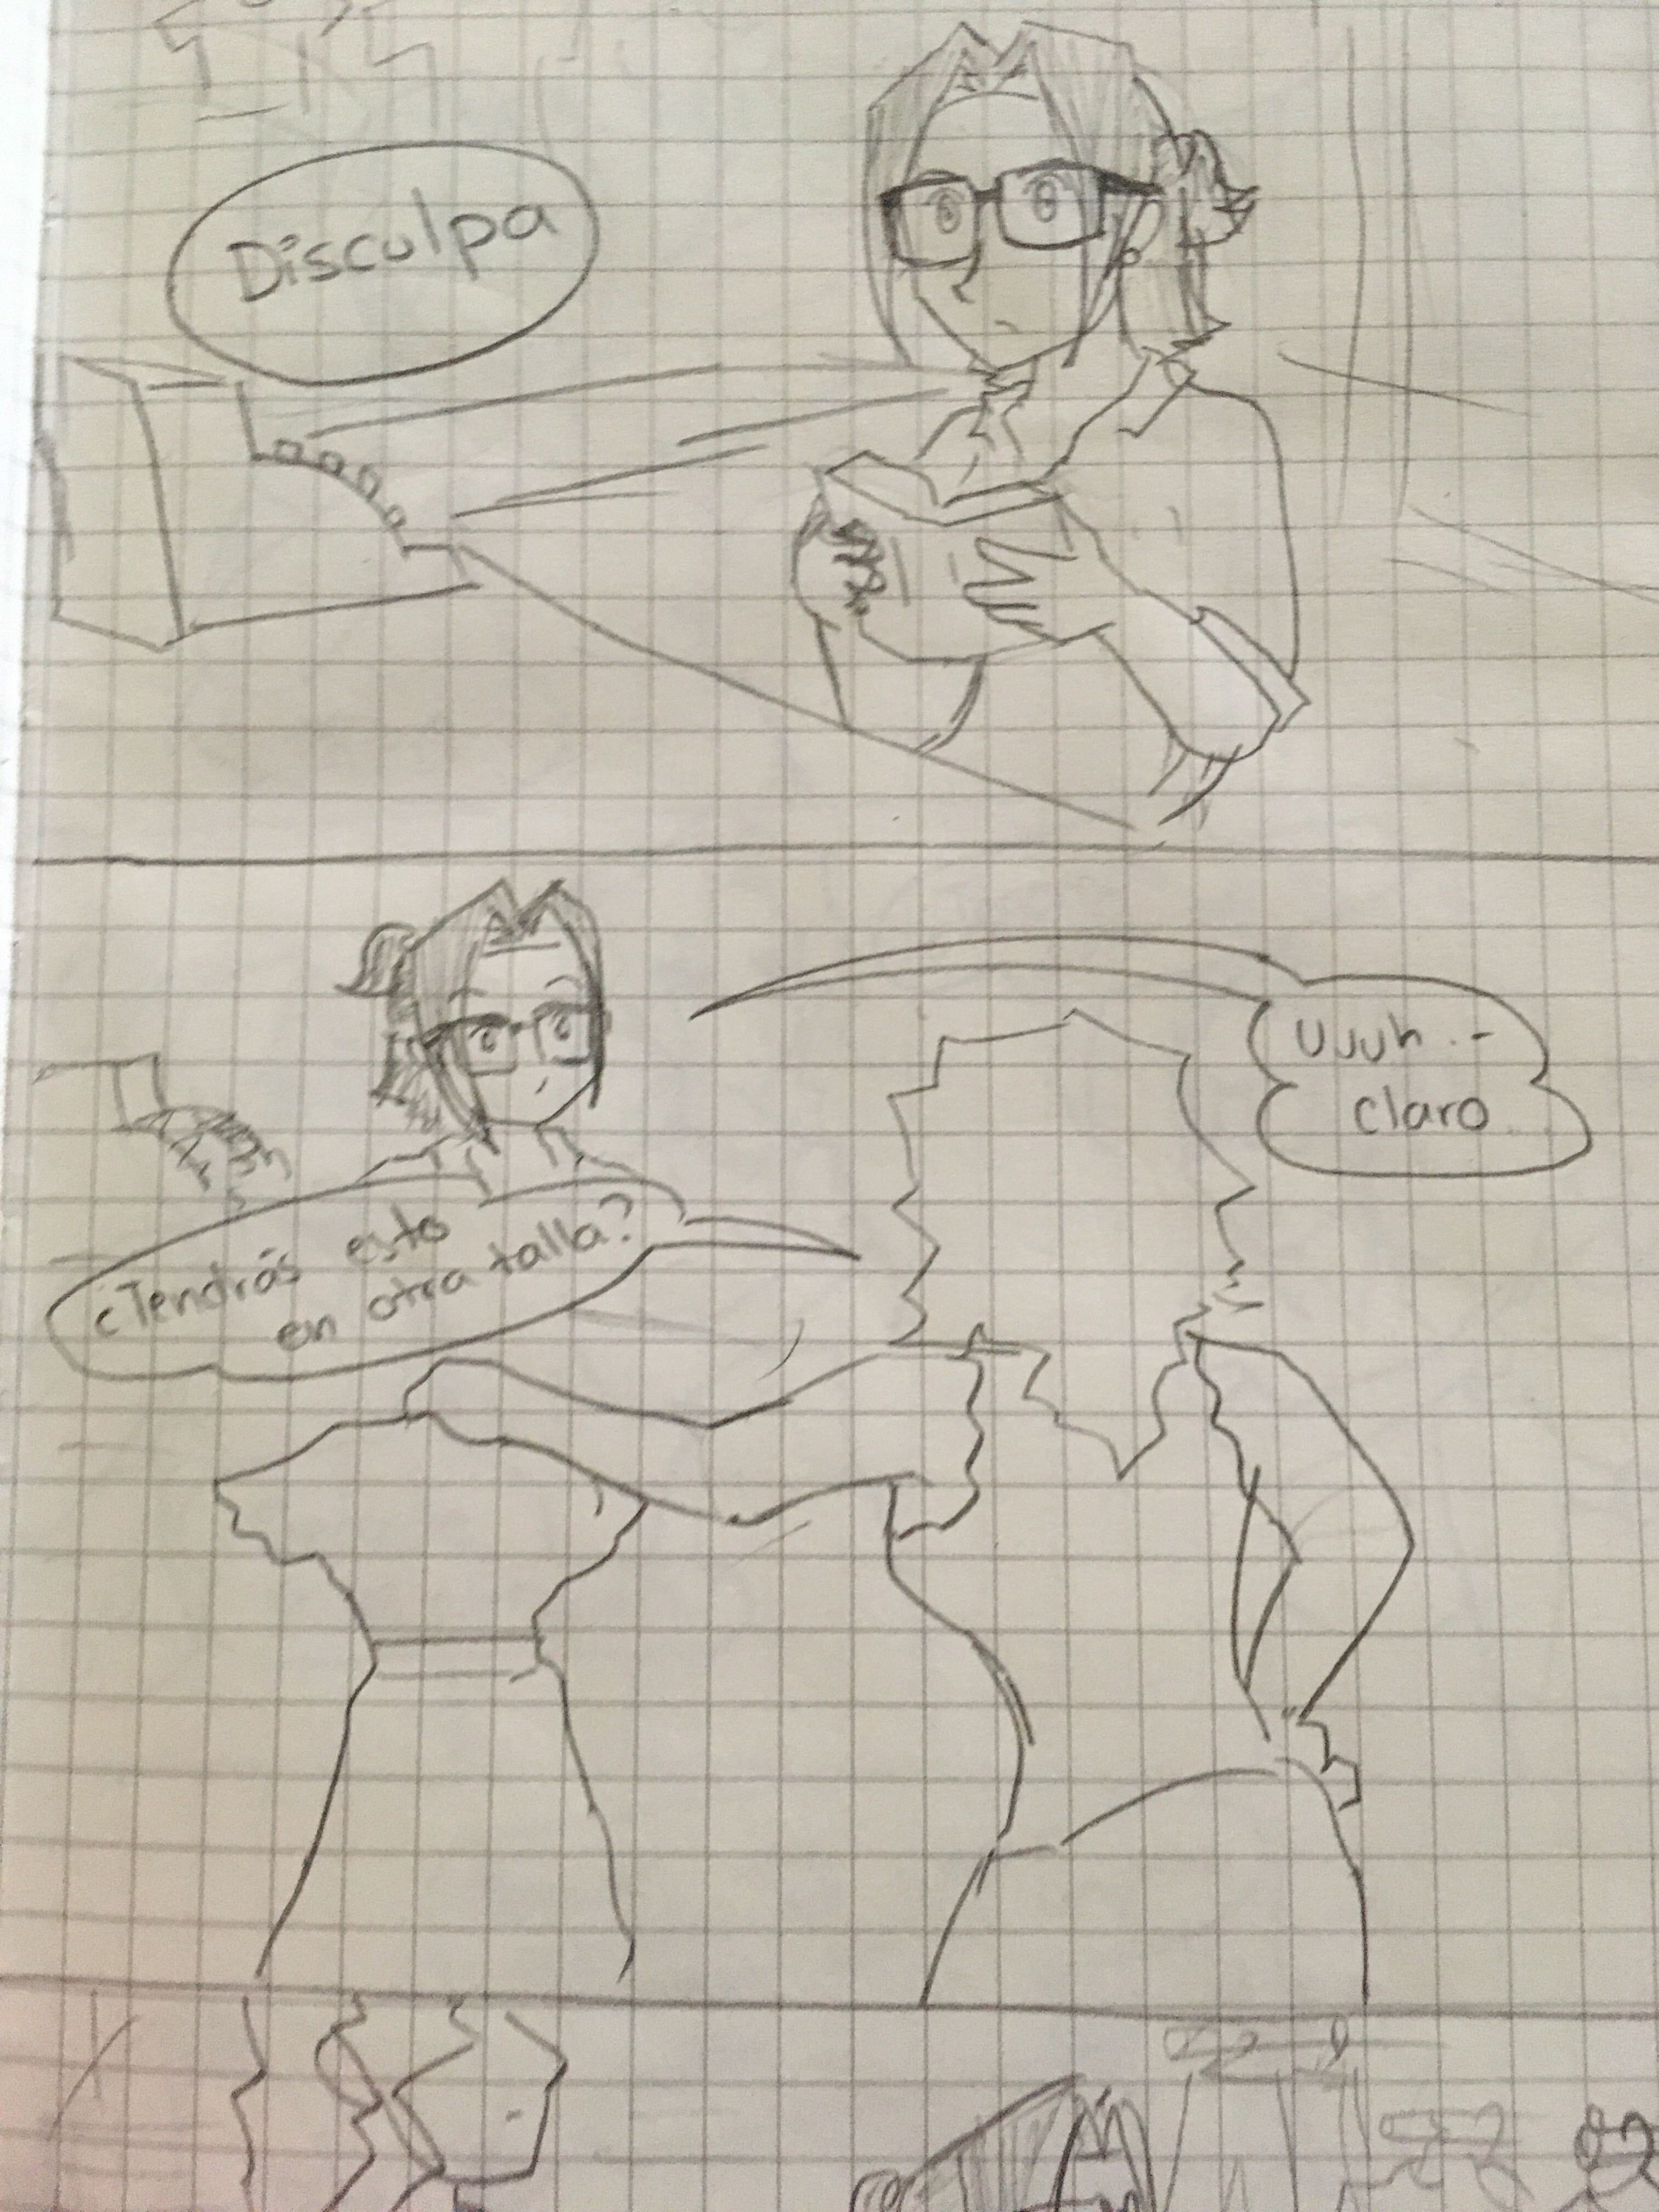 Disculpa
Uuuh.-
claro
¿Tendrás esto
en otra talla?